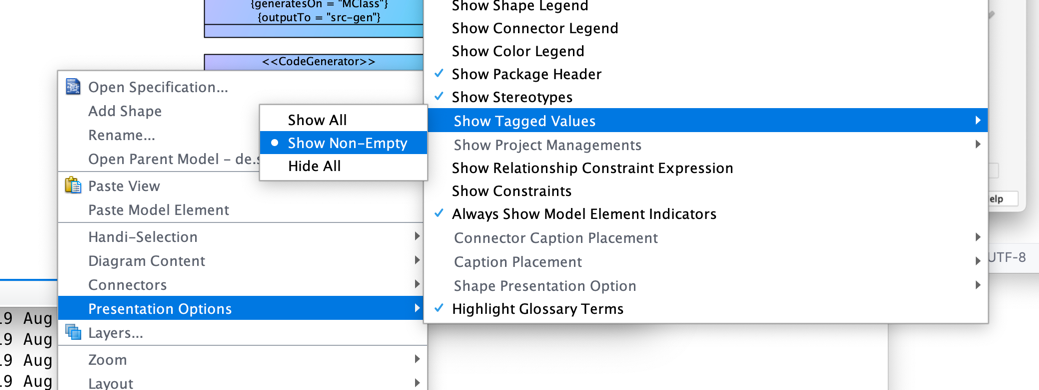 {generatesOn = "MClass"}
{outputTo = "src-gen"}
<<CodeGenerator>>
Open Specification...
Add Shape
Rename...
Open Parent Model – de.s
Paste View
Paste Model Element
Handi-Selection
Diagram Content
Connectors
Presentation Options
Layers...
Zoom
Layout
Show All
Show Non-Empty
Hide All
Show Shape Legend
Show Connector Legend
Show Color Legend
Show Package Header
Show Stereotypes
Show Tagged Values
Show Project Managements
Show Relationship Constraint Expression
Show Constraints
Always Show Model Element Indicators
Connector Caption Placement
Caption Placement
Shape Presentation Option
Highlight Glossary Terms
elp
UTF-8
19 Aug
19 Aug
19 Aug
19 Aug